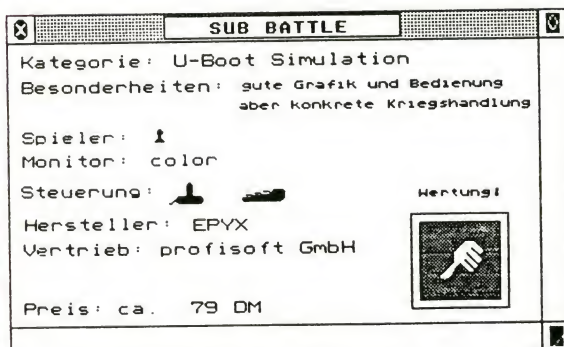 SUB BATTLE
Kategorie: U-Boot Simulation
Besonderheiten: gute Grafik und Bedienung
aber konkrete Kriegshandlung
Spieler:
Monitor: color
Steuerung:
Wertung:
Hersteller: EPYX
Vertrieb: profisoft GmbH
Preis: ca. 79 DM